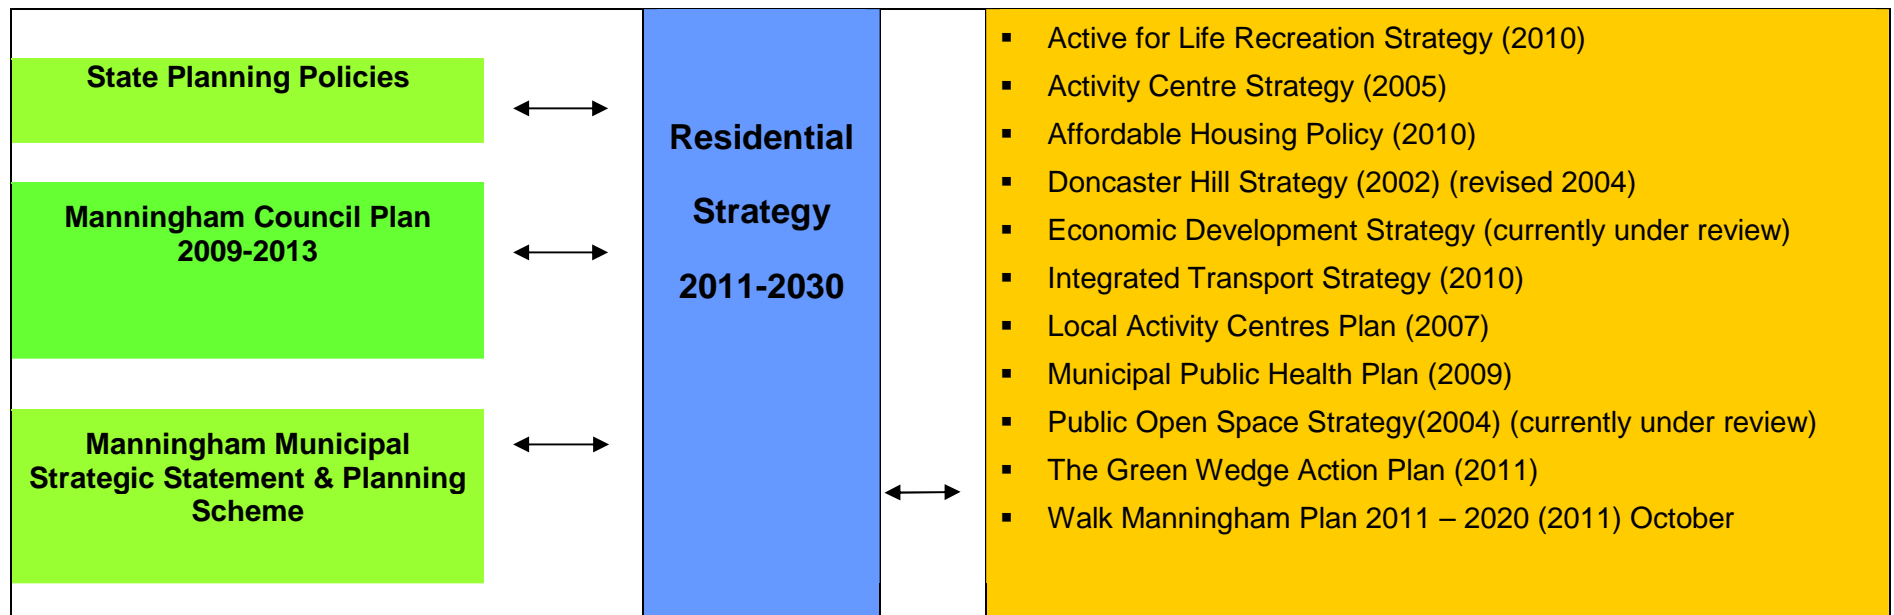 State Planning Policies
Manningham Council Plan
2009-2013
Manningham Municipal
Strategic Statement & Planning
Scheme
Residential
Strategy
2011-2030
▪ Active for Life Recreation Strategy (2010)
▪ Activity Centre Strategy (2005)
▪ Affordable Housing Policy (2010)
▪ Doncaster Hill Strategy (2002) (revised 2004)
▪ Economic Development Strategy (currently under review)
▪ Integrated Transport Strategy (2010)
▪ Local Activity Centres Plan (2007)
▪ Municipal Public Health Plan (2009)
▪ Public Open Space Strategy(2004) (currently under review)
▪ The Green Wedge Action Plan (2011)
▪ Walk Manningham Plan 2011 – 2020 (2011) October